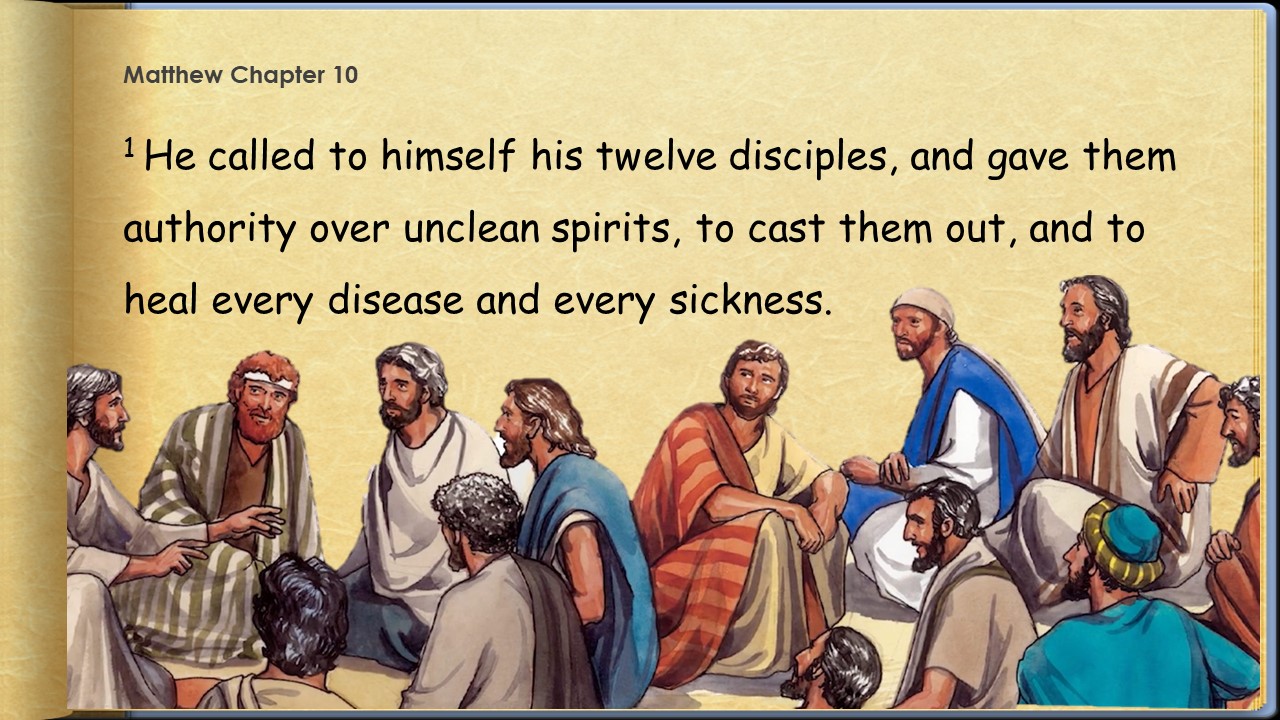 Matthew Chapter 10
1 He called to himself his twelve disciples, and gave them
authority over unclean spirits, to cast them out, and to
heal every disease and every sickness.